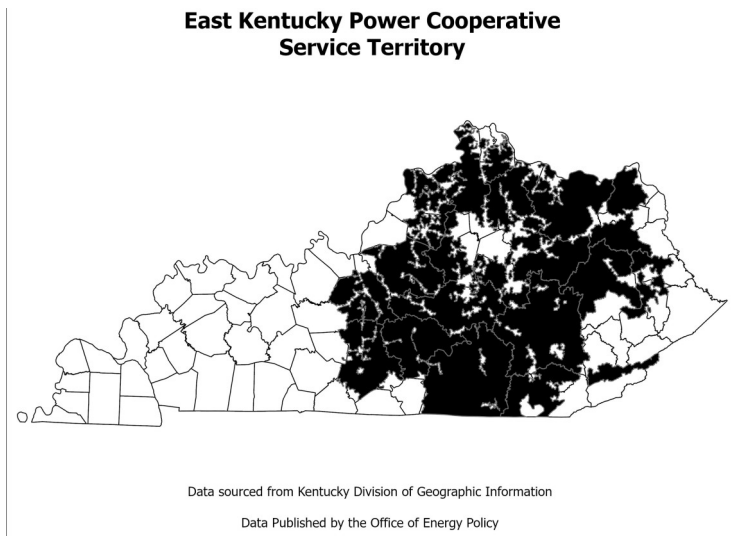 East Kentucky Power Cooperative
Service Territory
Data sourced from Kentucky Division of Geographic Information
Data Published by the Office of Energy Policy